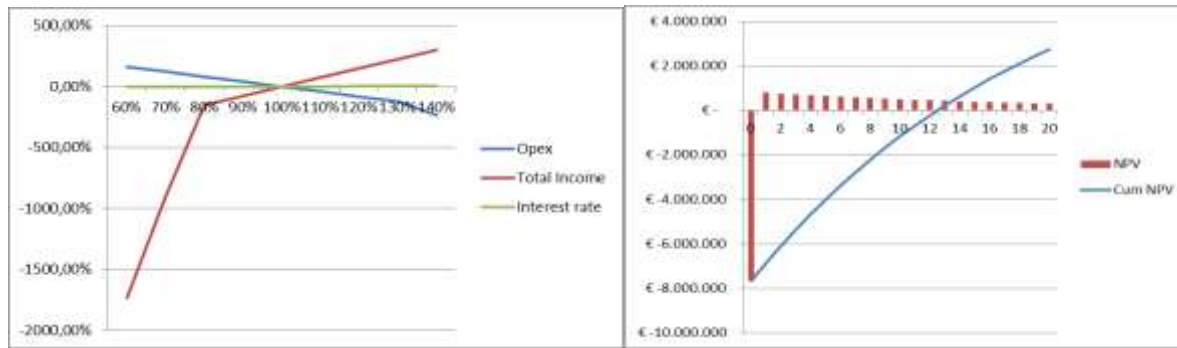 500,00%
0,00%
60% 70% 80% 90% 100% 110% 120% 130% 140%
-500,00%
-1000,00%
-1500,00%
-2000,00%
Opex
Total Income
Interest rate
€ 4.000.000
€ 2.000.000
€ -
0 2 4 6 8 10 12 14 16 18 20
€ -2.000.000
€ -4.000.000
€ -6.000.000
€ -8.000.000
€ -10.000.000
NPV
Cum NPV